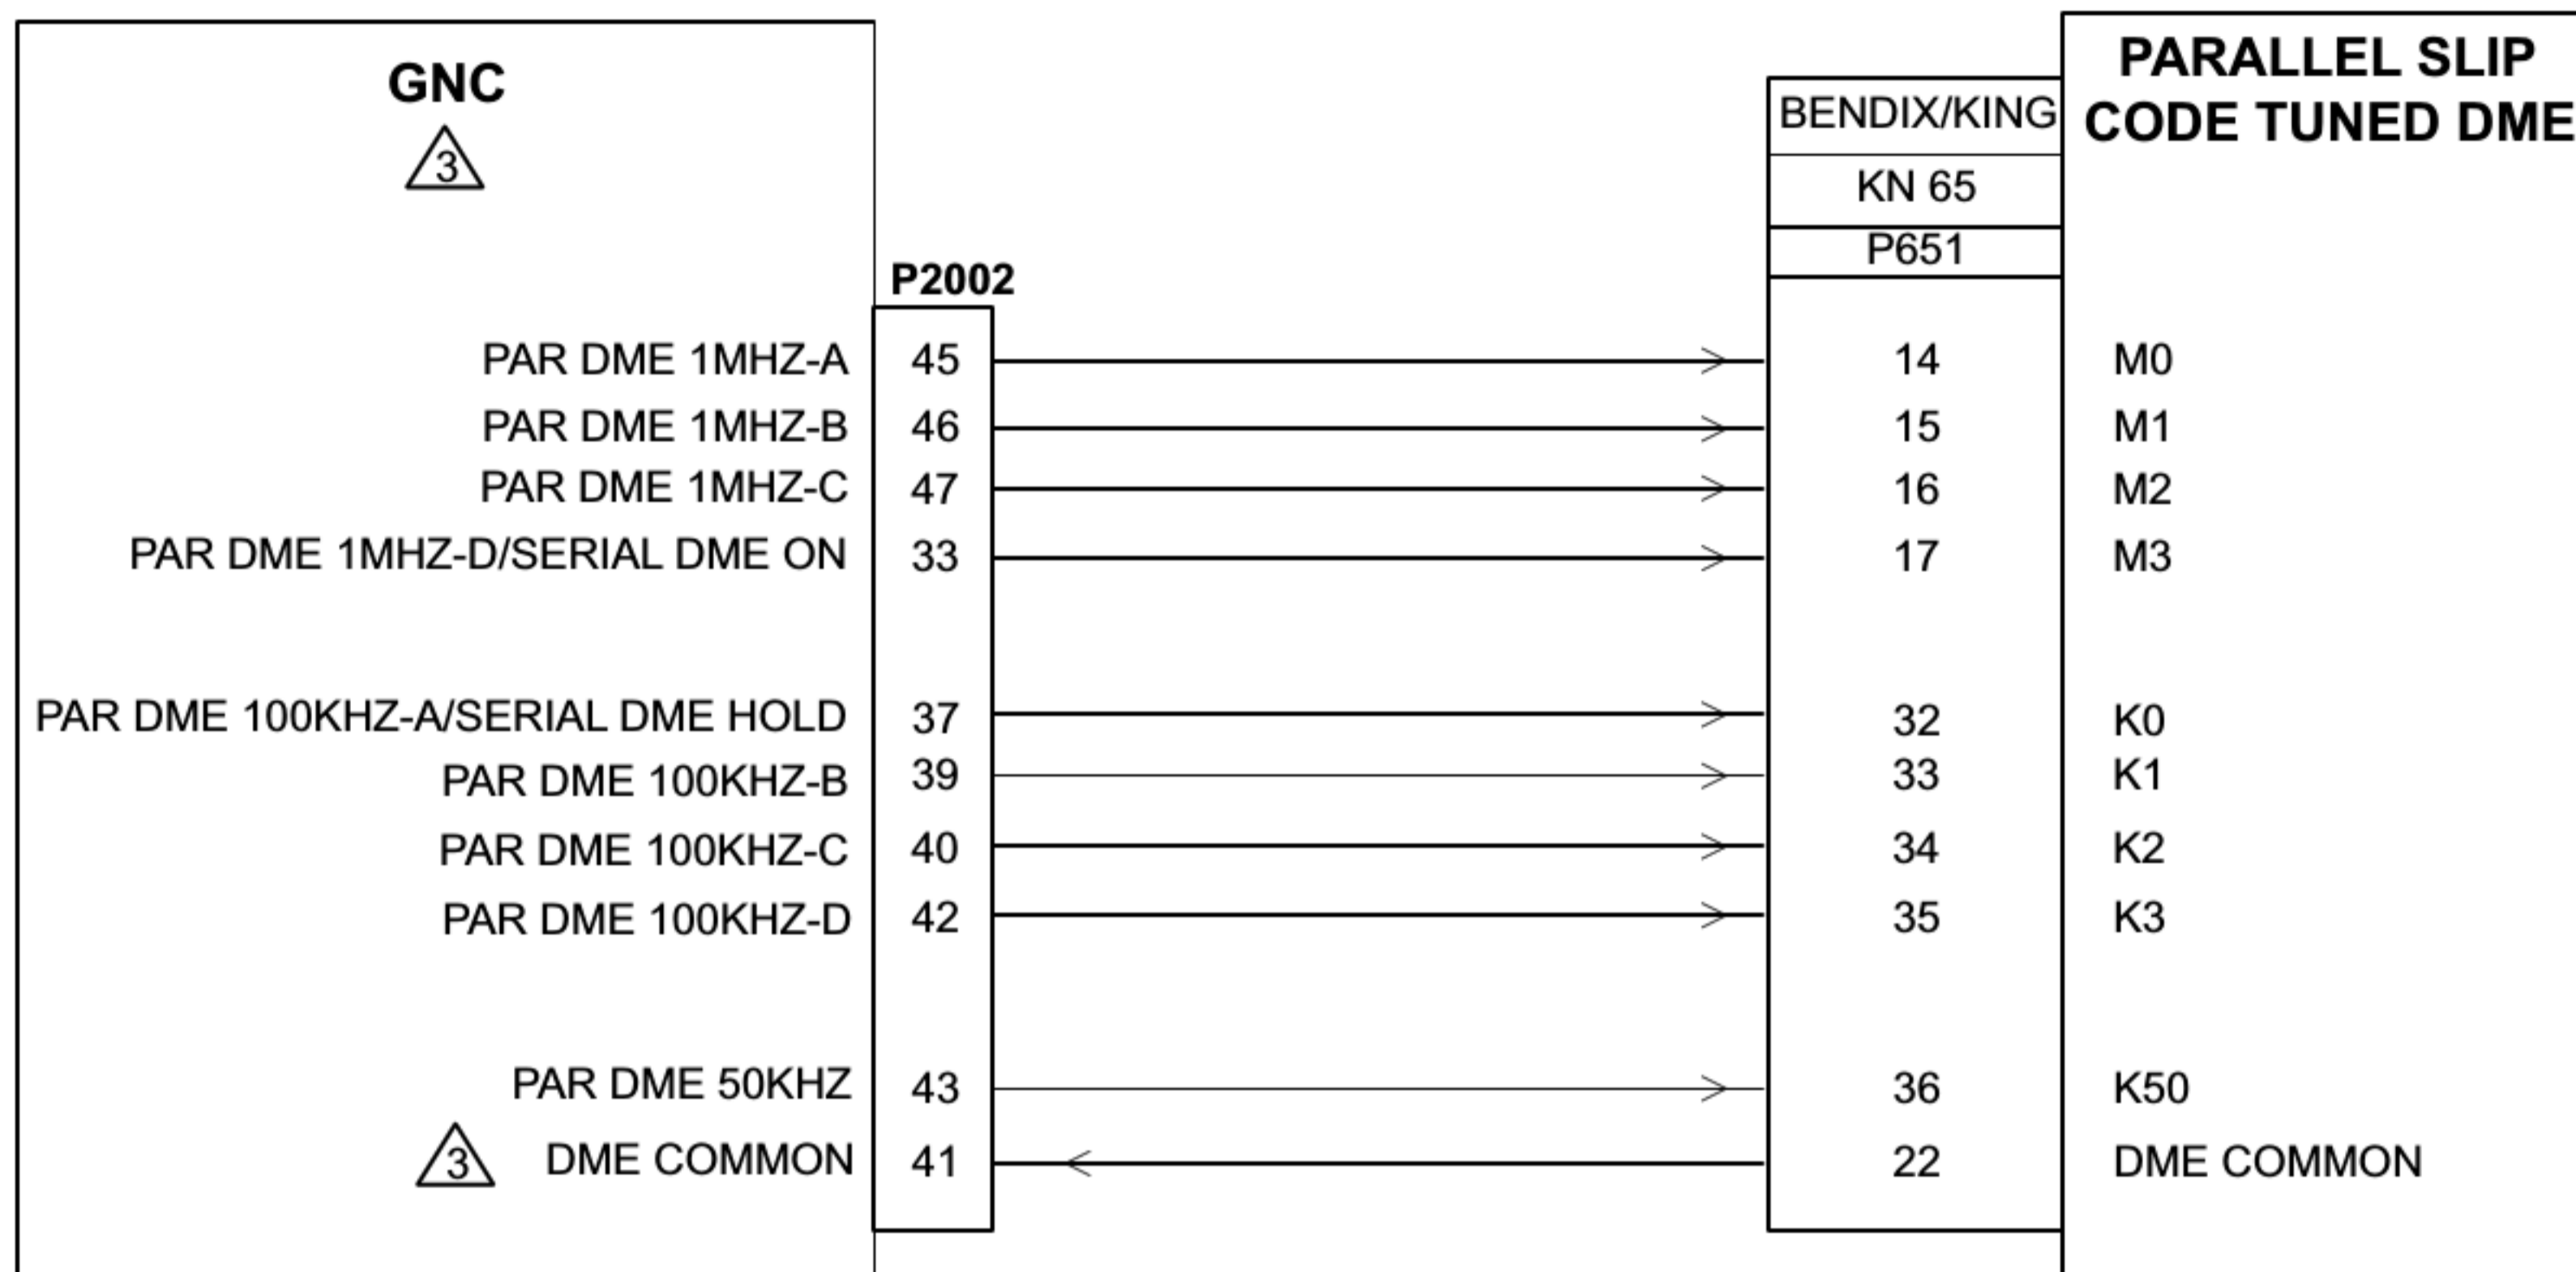 GNC
3
P2002
BENDIX/KING
KN 65
P651
PARALLEL SLIP
CODE TUNED DME
PAR DME 1MHZ-A 45 14 M0
PAR DME 1MHZ-B 46 15 M1
PAR DME 1MHZ-C 47 16 M2
PAR DME 1MHZ-D/SERIAL DME ON 33 17 M3
PAR DME 100KHZ-A/SERIAL DME HOLD 37 32 K0
PAR DME 100KHZ-B 39 33 K1
PAR DME 100KHZ-C 40 34 K2
PAR DME 100KHZ-D 42 35 K3
PAR DME 50KHZ 43 36 K50
3 DME COMMON 41 22 DME COMMON